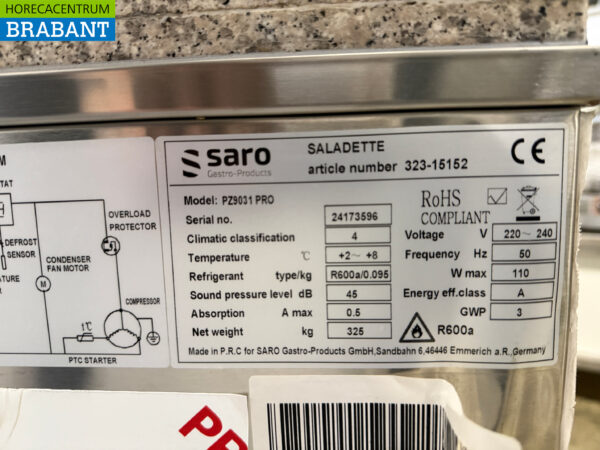 HORECACENTRUM
BRABANT
saro
Gastro-Products
SALADETTE
article number 323-15152
CE
Model: PZ9031 PRO
Serial no. 24173596
Climatic classification 4
Temperature °C +2～ +8
Refrigerant type/kg R600a/0.095
Sound pressure level dB 45
Absorption A max 0.5
Net weight kg 325
RoHS
COMPLIANT
Voltage V 220～ 240
Frequency Hz 50
W max 110
Energy eff.class A
GWP 3
R600a
Made in P.R.C for SARO Gastro-Products GmbH,Sandbahn 6,46446 Emmerich a.R.,Germany
OVERLOAD
PROTECTOR
DEFROST
SENSOR
CONDENSER
FAN MOTOR
M
COMPRESSOR
t℃
PTC STARTER